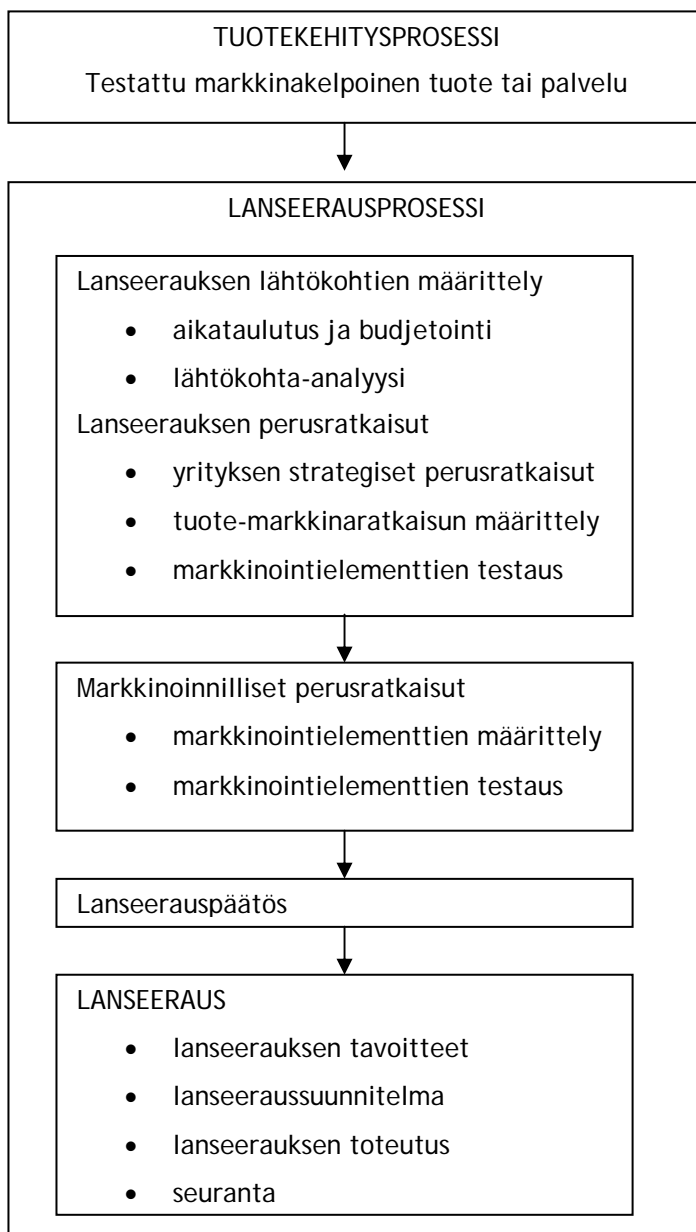 TUOTEKEHITYSPROSESSI
Testattu markkinakelpoinen tuote tai palvelu
LANSEERAUSPROSESSI
Lanseerauksen lähtökohtien määrittely
• aikataulutus ja budjetointi
• lähtökohta-analyysi
Lanseerauksen perusratkaisut
• yrityksen strategiset perusratkaisut
• tuote-markkinaratkaisun määrittely
• markkinointielementtien testaus
Markkinoinnilliset perusratkaisut
• markkinointielementtien määrittely
• markkinointielementtien testaus
Lanseerauspäätös
LANSEERAUS
• lanseerauksen tavoitteet
• lanseeraussuunnitelma
• lanseerauksen toteutus
• seuranta